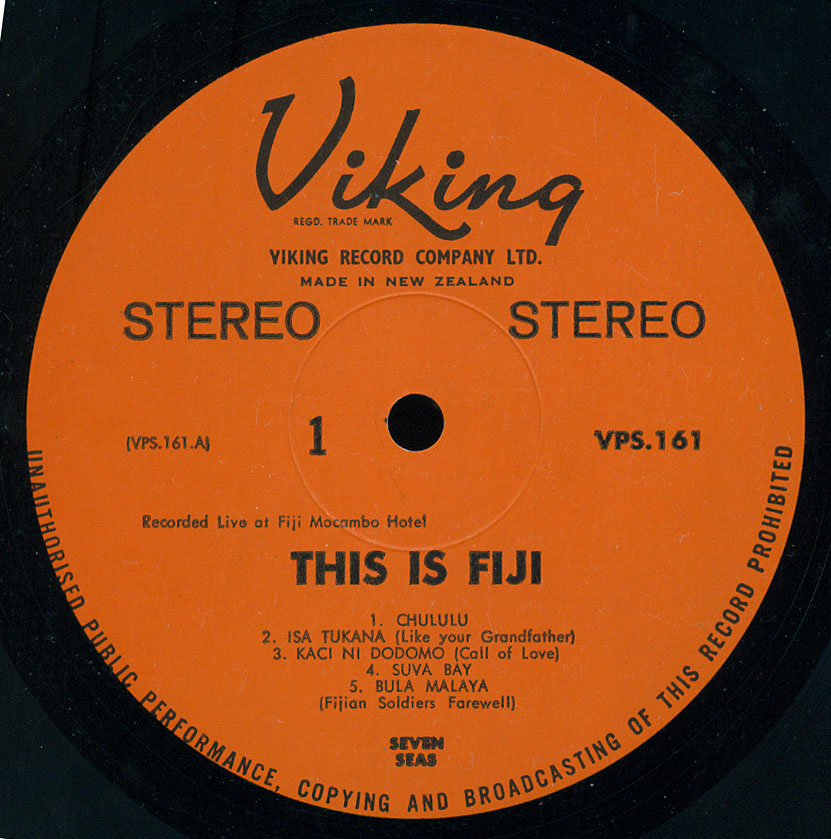 Viking
REGD. TRADE MARK
VIKING RECORD COMPANY LTD.
MADE IN NEW ZEALAND
STEREO STEREO
(VPS.161.A) 1 VPS.161
Recorded Live at Fiji Mocambo Hotel
THIS IS FIJI
1. CHULULU
2. ISA TUKANA (Like your Grandfather)
3. KACI NI DODOMO (Call of Love)
4. SUVA BAY
5. BULA MALAYA
(Fijian Soldiers Farewell)
SEVEN
SEAS
UNAUTHORISED PUBLIC PERFORMANCE, COPYING AND BROADCASTING OF THIS RECORD PROHIBITED